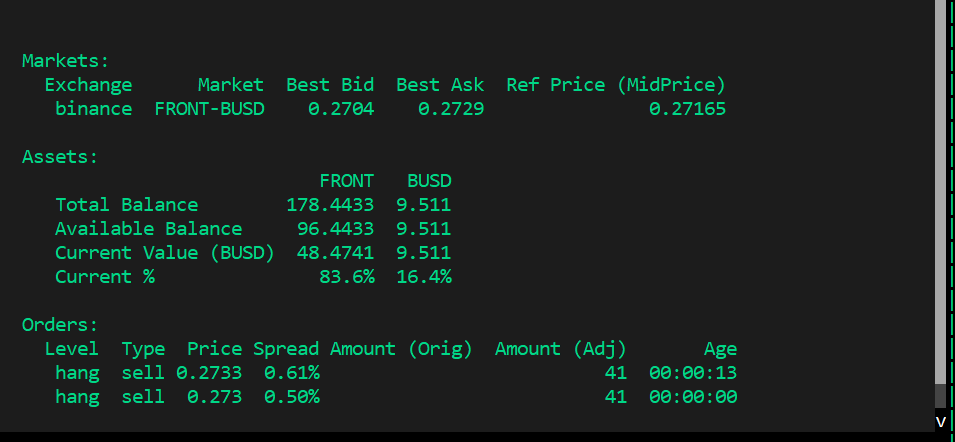 Markets:
Exchange Market Best Bid Best Ask Ref Price (MidPrice)
binance FRONT-BUSD 0.2704 0.2729 0.27165
Assets:
FRONT BUSD
Total Balance 178.4433 9.511
Available Balance 96.4433 9.511
Current Value (BUSD) 48.4741 9.511
Current % 83.6% 16.4%
Orders:
Level Type Price Spread Amount (Orig) Amount (Adj) Age
hang sell 0.2733 0.61% 41 00:00:13
hang sell 0.273 0.50% 41 00:00:00
v